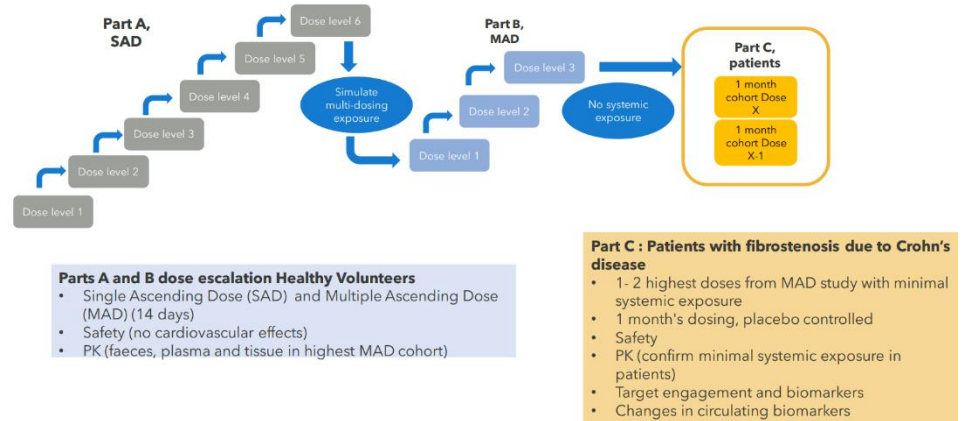 Part A,
SAD
Dose level 6
Dose level 5
Dose level 4
Dose level 3
Dose level 2
Dose level 1
Simulate
multi-dosing
exposure
Part B,
MAD
Dose level 3
Dose level 2
Dose level 1
No systemic
exposure
Part C,
patients
1 month
cohort Dose
X
1 month
cohort Dose
X-1
Parts A and B dose escalation Healthy Volunteers
• Single Ascending Dose (SAD) and Multiple Ascending Dose
(MAD) (14 days)
• Safety (no cardiovascular effects)
• PK (faeces, plasma and tissue in highest MAD cohort)
Part C : Patients with fibrostenosis due to Crohn's
disease
• 1- 2 highest doses from MAD study with minimal
systemic exposure
• 1 month's dosing, placebo controlled
• Safety
• PK (confirm minimal systemic exposure in
patients)
• Target engagement and biomarkers
• Changes in circulating biomarkers